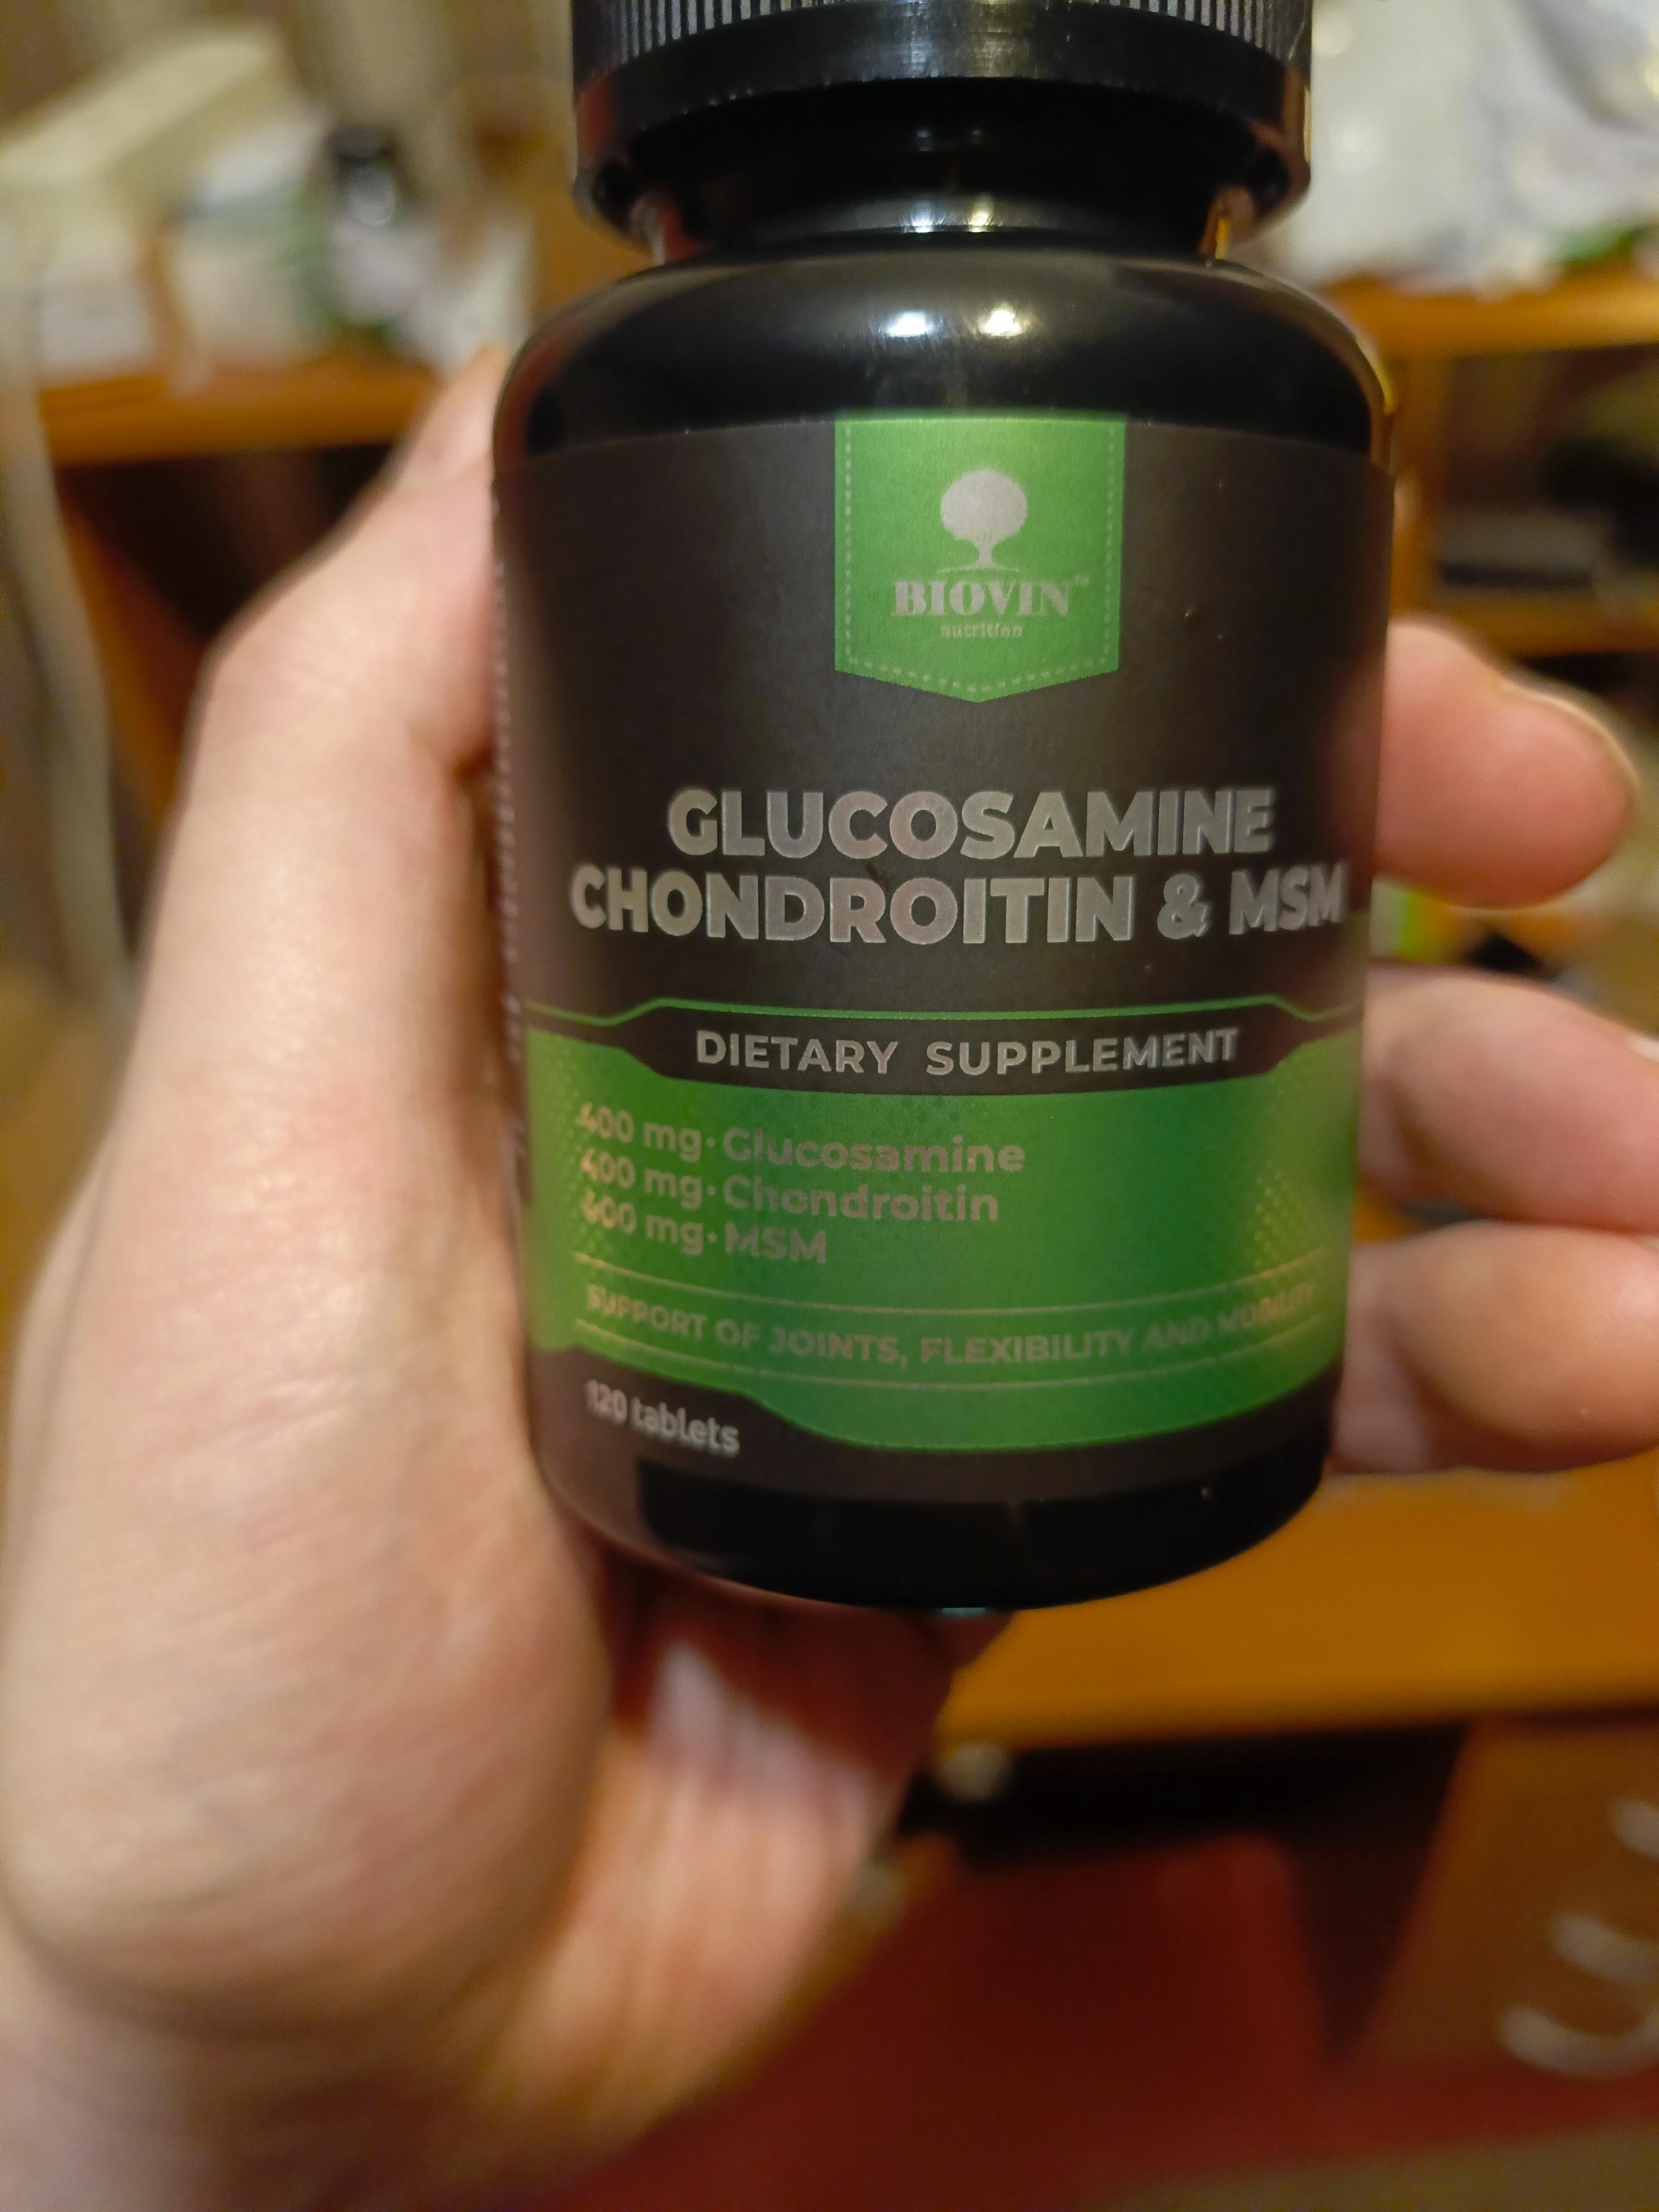 BIOVIN™
nutrition
GLUCOSAMINE
CHONDROITIN & MSM
DIETARY SUPPLEMENT
400 mg·Glucosamine
400 mg·Chondroitin
400 mg·MSM
SUPPORT OF JOINTS, FLEXIBILITY AND MOBILITY
120 tablets